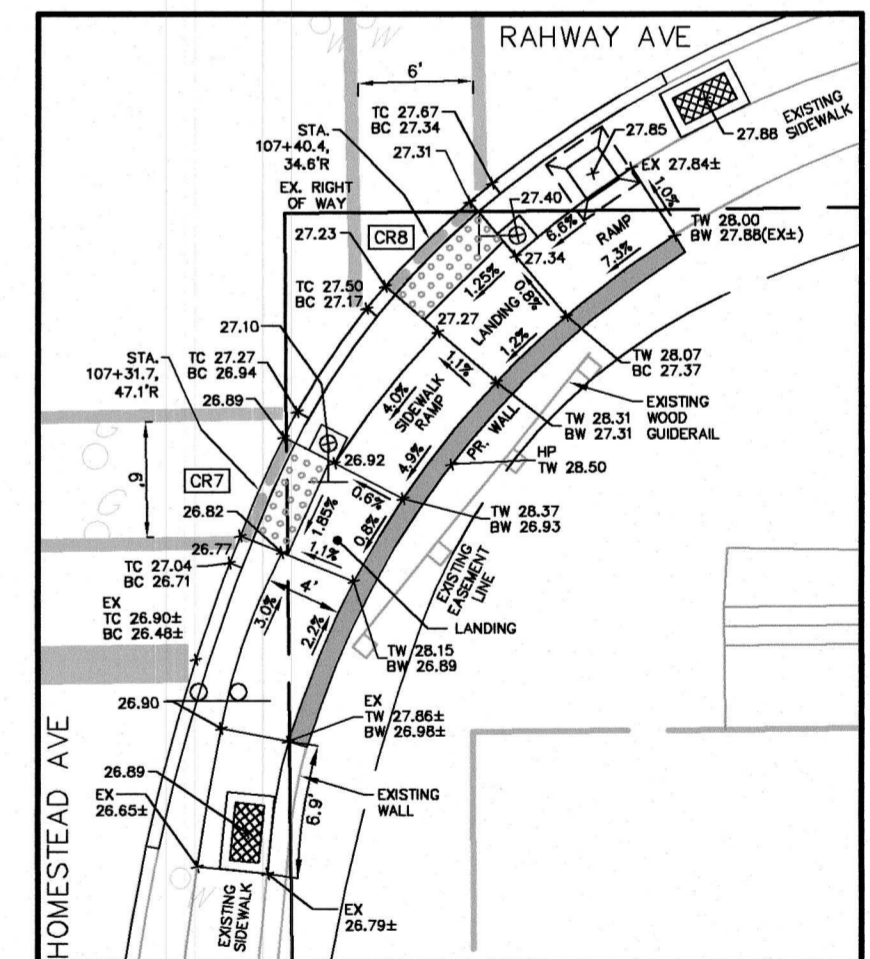 RAHWAY AVE
6'
TC 27.67
BC 27.34
STA.
107+40.4,
34.6'R
27.31
27.85
27.88
EXISTING
SIDEWALK
EX. RIGHT
OF WAY
27.40
EX 27.84±
1.0%
CR8
27.23
6.6%
RAMP
7.3%
TW 28.00
BW 27.88(EX±)
27.34
TC 27.50
BC 27.17
1.25%
LANDING
0.8%
27.27
1.2%
27.10
1.1%
TW 28.07
BC 27.37
STA.
107+31.7,
47.1'R
TC 27.27
BC 26.94
4.0%
SIDEWALK
RAMP
4.9%
EXISTING
WOOD
GUIDERAIL
26.89
TW 28.31
BW 27.31
PR. WALL
HP
TW 28.50
6'
26.92
CR7
0.6%
1.85%
0.8%
1.1%
TW 28.37
BW 26.93
26.82
26.77
TC 27.04
BC 26.71
4'
EXISTING
EASEMENT
LINE
EX
TC 26.90±
BC 26.48±
3.0%
2.2%
LANDING
TW 28.15
BW 26.89
26.90
EX
TW 27.86±
BW 26.98±
HOMESTEAD AVE
26.89
EX
26.65±
6.9'
EXISTING
WALL
EXISTING
SIDEWALK
EX
26.79±